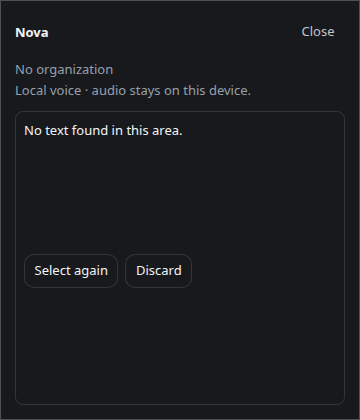 Nova
Close
No organization
Local voice · audio stays on this device.
No text found in this area.
Select again
Discard